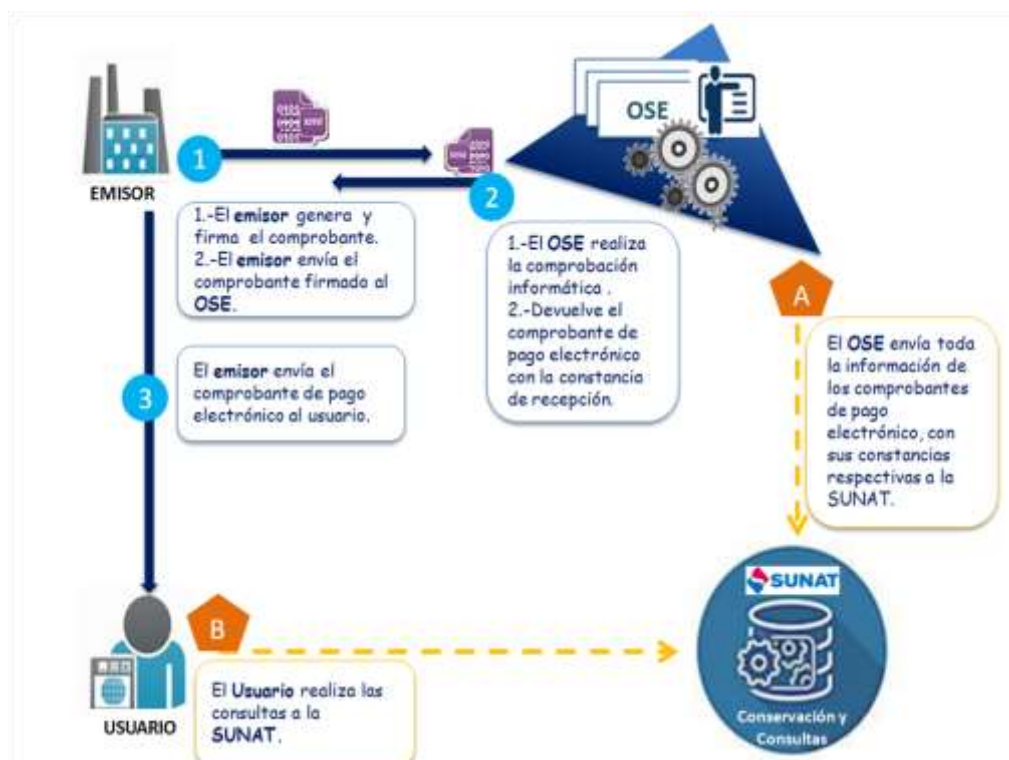 OSE
EMISOR
1
2
1.-El emisor genera y
firma el comprobante.
2.-El emisor envía el
comprobante firmado al
OSE.
1.-El OSE realiza
la comprobación
informática .
2.-Devuelve el
comprobante de
pago electrónico
con la constancia
de recepción.
A
El OSE envía toda
la información de
los comprobantes
de pago
electrónico, con
sus constancias
respectivas a la
SUNAT.
3
El emisor envía el
comprobante de pago
electrónico al usuario.
SUNAT
Conservación y
Consultas
B
El Usuario realiza las
consultas a la
SUNAT.
USUARIO